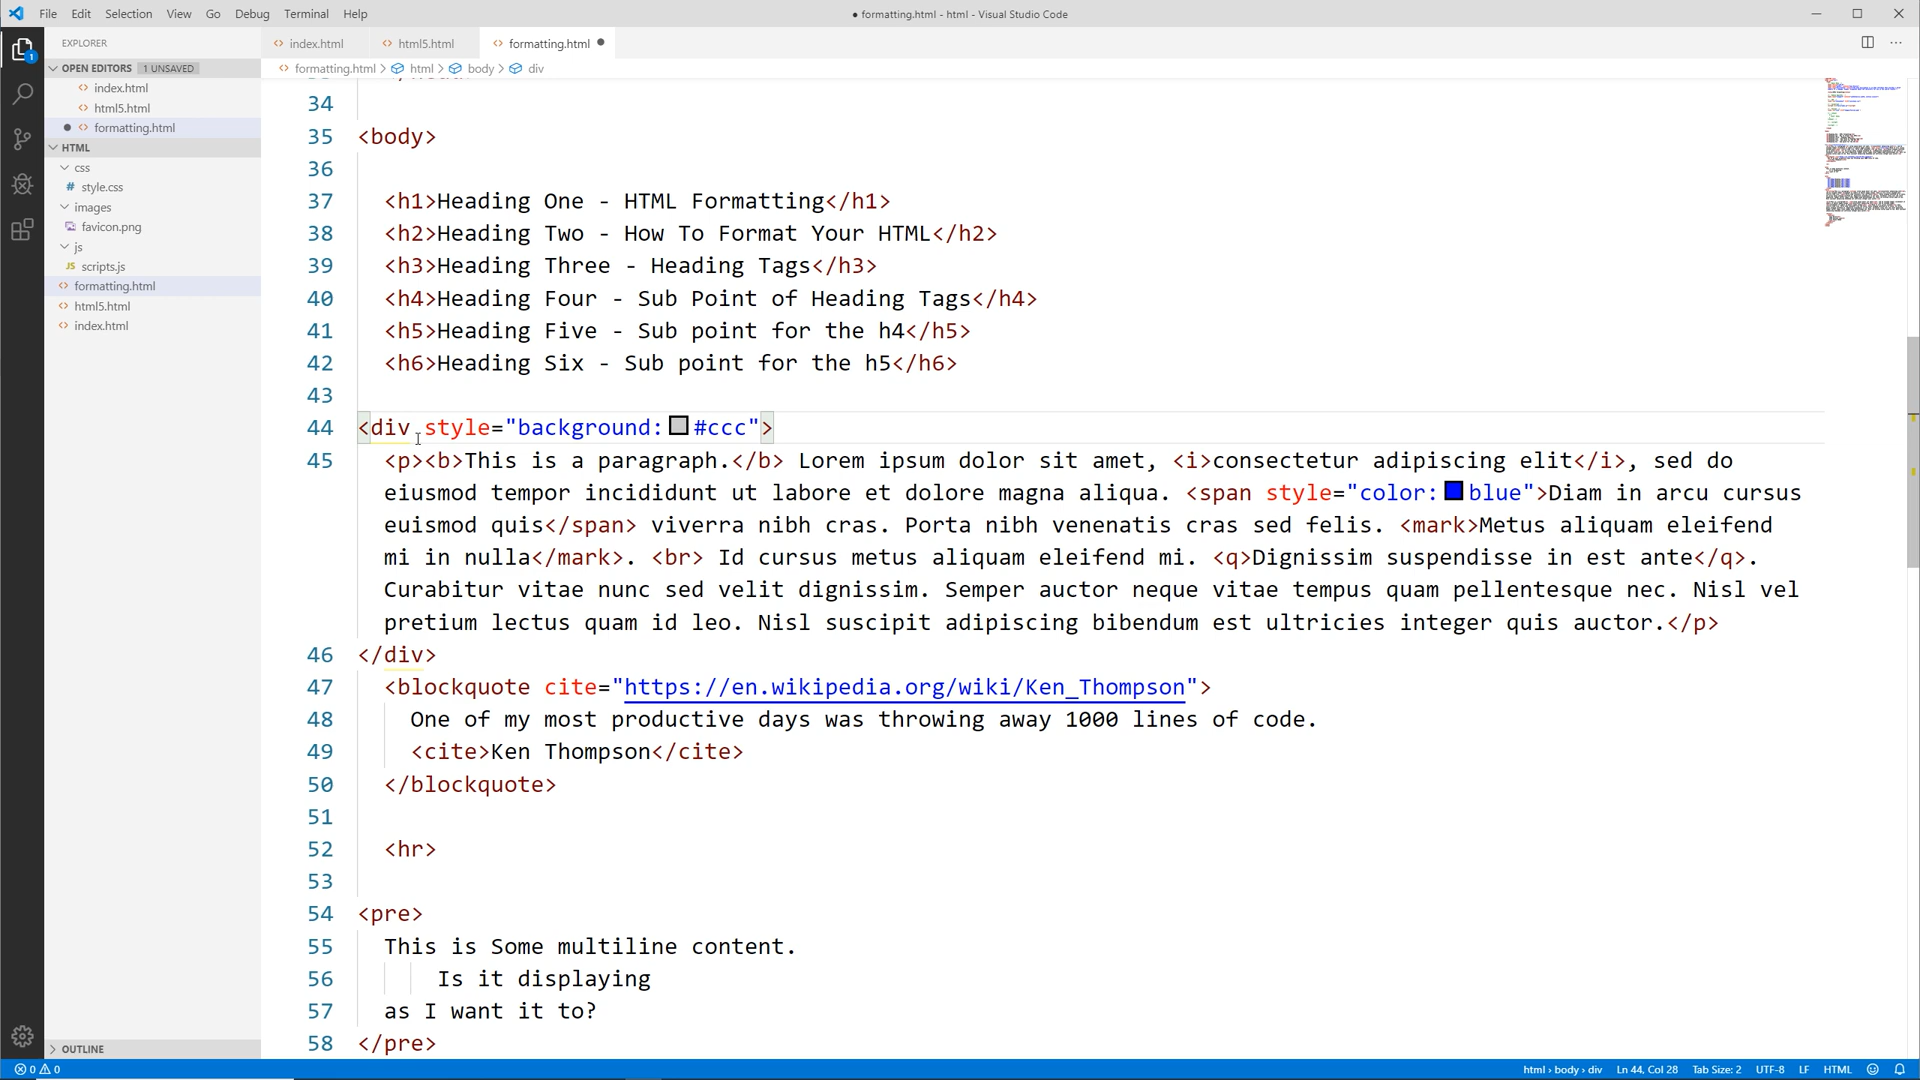 File Edit Selection View Go Debug Terminal Help
● formatting.html - html - Visual Studio Code
EXPLORER
OPEN EDITORS 1 UNSAVED
index.html
html5.html
formatting.html
HTML
css
# style.css
images
favicon.png
js
JS scripts.js
formatting.html
html5.html
index.html
OUTLINE
1
index.html html5.html formatting.html
formatting.html > html > body > div
34
35 <body>
36
37 <h1>Heading One - HTML Formatting</h1>
38 <h2>Heading Two - How To Format Your HTML</h2>
39 <h3>Heading Three - Heading Tags</h3>
40 <h4>Heading Four - Sub Point of Heading Tags</h4>
41 <h5>Heading Five - Sub point for the h4</h5>
42 <h6>Heading Six - Sub point for the h5</h6>
43
44 <div style="background:#ccc">
45 <p><b>This is a paragraph.</b> Lorem ipsum dolor sit amet, <i>consectetur adipiscing elit</i>, sed do
eiusmod tempor incididunt ut labore et dolore magna aliqua. <span style="color:blue">Diam in arcu cursus
euismod quis</span> viverra nibh cras. Porta nibh venenatis cras sed felis. <mark>Metus aliquam eleifend
mi in nulla</mark>. <br> Id cursus metus aliquam eleifend mi. <q>Dignissim suspendisse in est ante</q>.
Curabitur vitae nunc sed velit dignissim. Semper auctor neque vitae tempus quam pellentesque nec. Nisl vel
pretium lectus quam id leo. Nisl suscipit adipiscing bibendum est ultricies integer quis auctor.</p>
46 </div>
47 <blockquote cite="https://en.wikipedia.org/wiki/Ken_Thompson">
48 One of my most productive days was throwing away 1000 lines of code.
49 <cite>Ken Thompson</cite>
50 </blockquote>
51
52 <hr>
53
54 <pre>
55 This is Some multiline content.
56 Is it displaying
57 as I want it to?
58 </pre>
0 0
html > body > div Ln 44, Col 28 Tab Size: 2 UTF-8 LF HTML